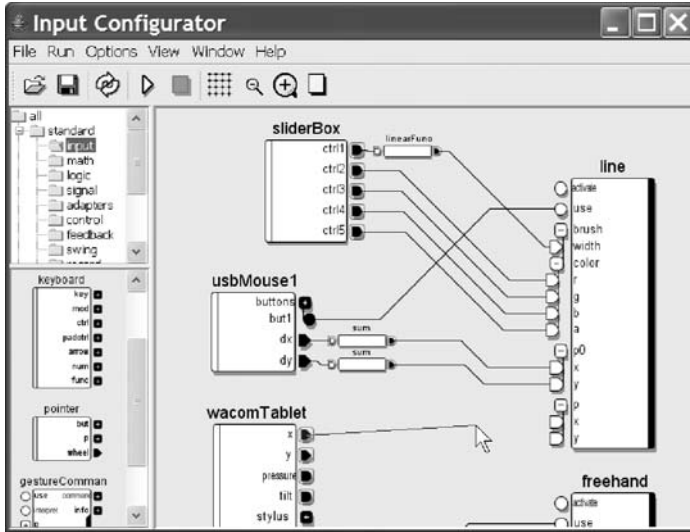 Input Configurator
File Run Options View Window Help
all
standard
input
math
logic
signal
adapters
control
feedback
swing
keyboard
key
mod
ctrl
padctrl
arrow
num
func
pointer
but
p
wheel
gestureComman
use command
interpret info
p
sliderBox
ctrl1
ctrl2
ctrl3
ctrl4
ctrl5
linearFunc
usbMouse1
buttons
but1
dx
dy
sum
sum
wacomTablet
x
y
pressure
tilt
stylus
line
activate
use
brush
width
color
r
g
b
a
p0
x
y
p
x
y
freehand
activate
use